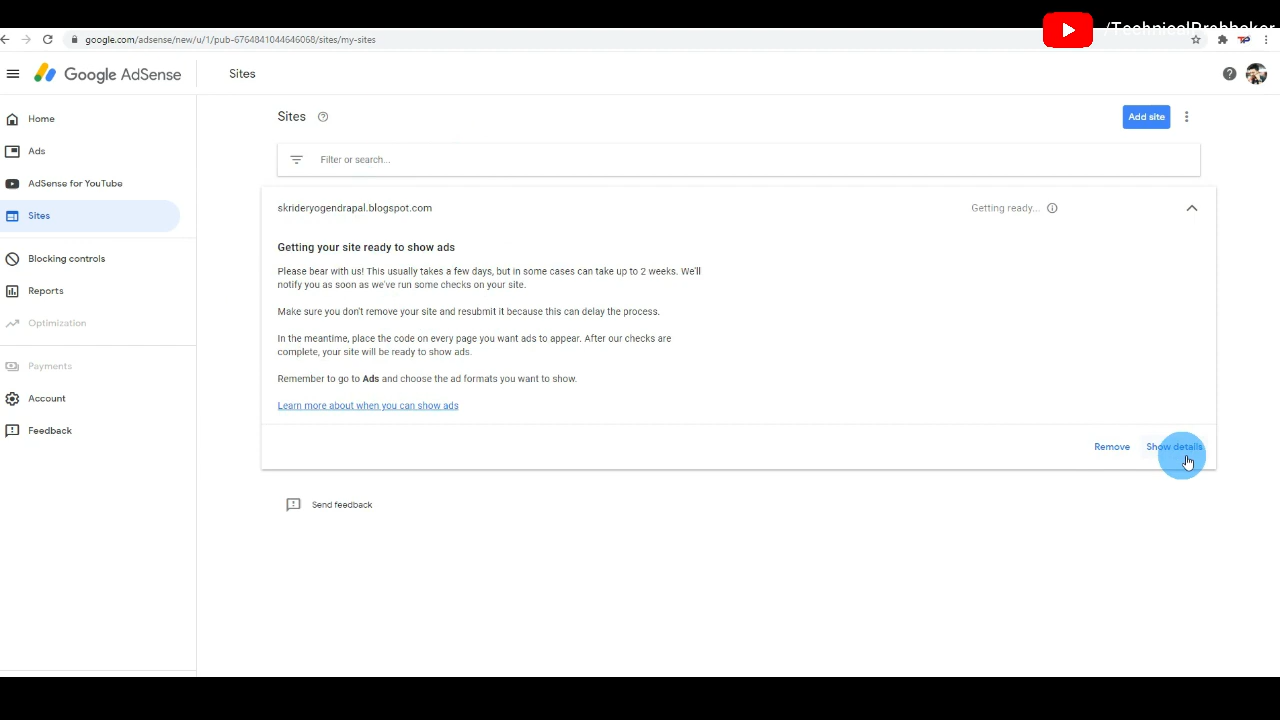 /TechnicalPrabhaker
google.com/adsense/new/u/1/pub-6764841044646068/sites/my-sites
Google AdSense
Sites
Home
Ads
AdSense for YouTube
Sites
Blocking controls
Reports
Optimization
Payments
Account
Feedback
Sites
Add site
Filter or search...
skrideryogendrapal.blogspot.com
Getting ready...
Getting your site ready to show ads
Please bear with us! This usually takes a few days, but in some cases can take up to 2 weeks. We'll
notify you as soon as we've run some checks on your site.
Make sure you don't remove your site and resubmit it because this can delay the process.
In the meantime, place the code on every page you want ads to appear. After our checks are
complete, your site will be ready to show ads.
Remember to go to Ads and choose the ad formats you want to show.
Learn more about when you can show ads
Remove
Show details
Send feedback